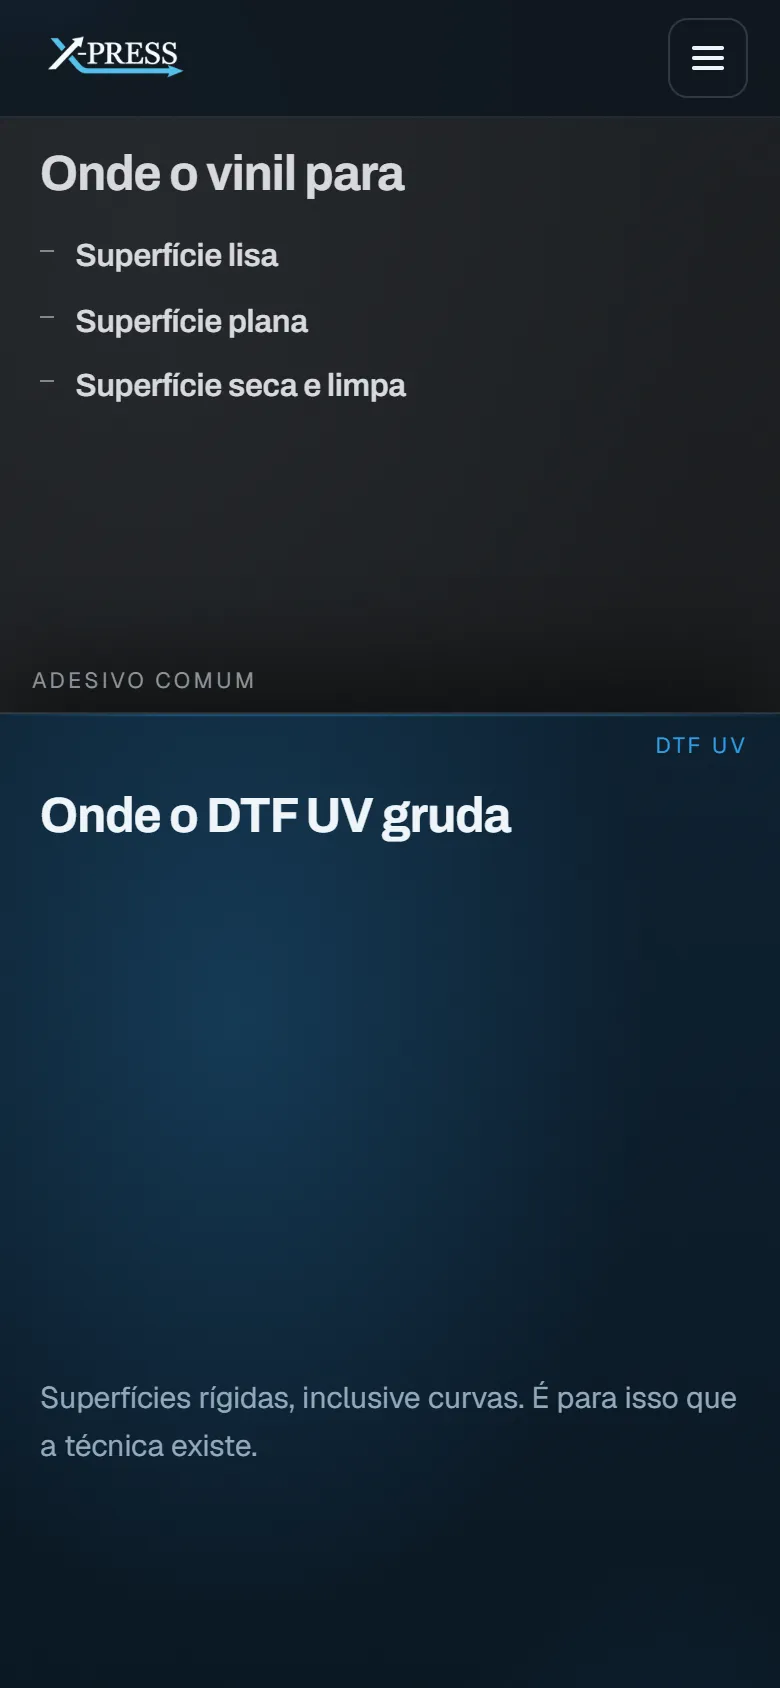 X-PRESS
Onde o vinil para
Superfície lisa
Superfície plana
Superfície seca e limpa
ADESIVO COMUM
DTF UV
Onde o DTF UV gruda
Superfícies rígidas, inclusive curvas. É para isso que
a técnica existe.